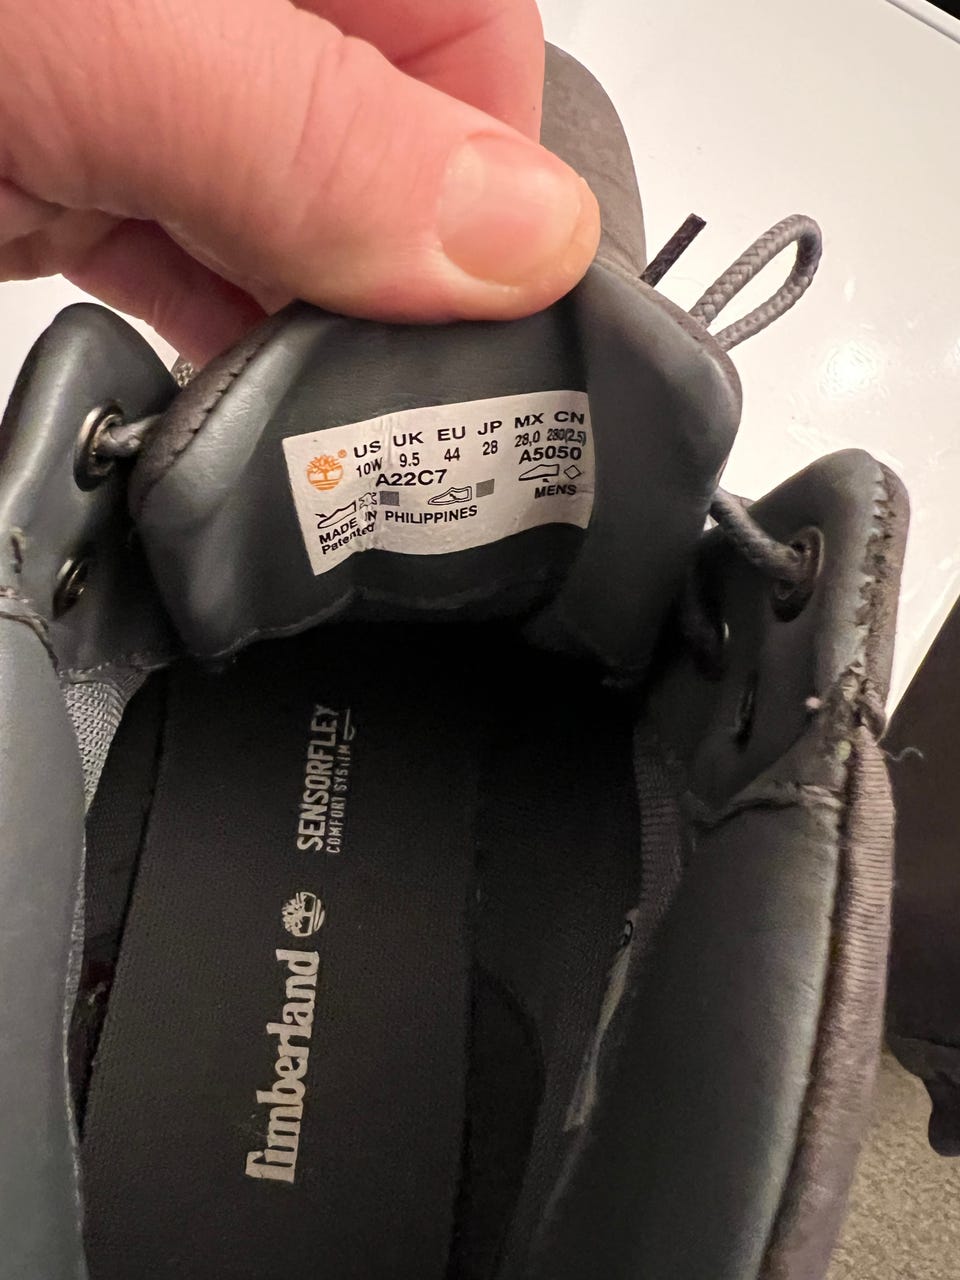 US UK EU JP MX CN
10W 9.5 44 28 28,0 280(2.5)
A22C7 A5050
MEN'S
MADE IN PHILIPPINES
Patented
SENSORFLEX
COMFORT SYSTEM
Timberland